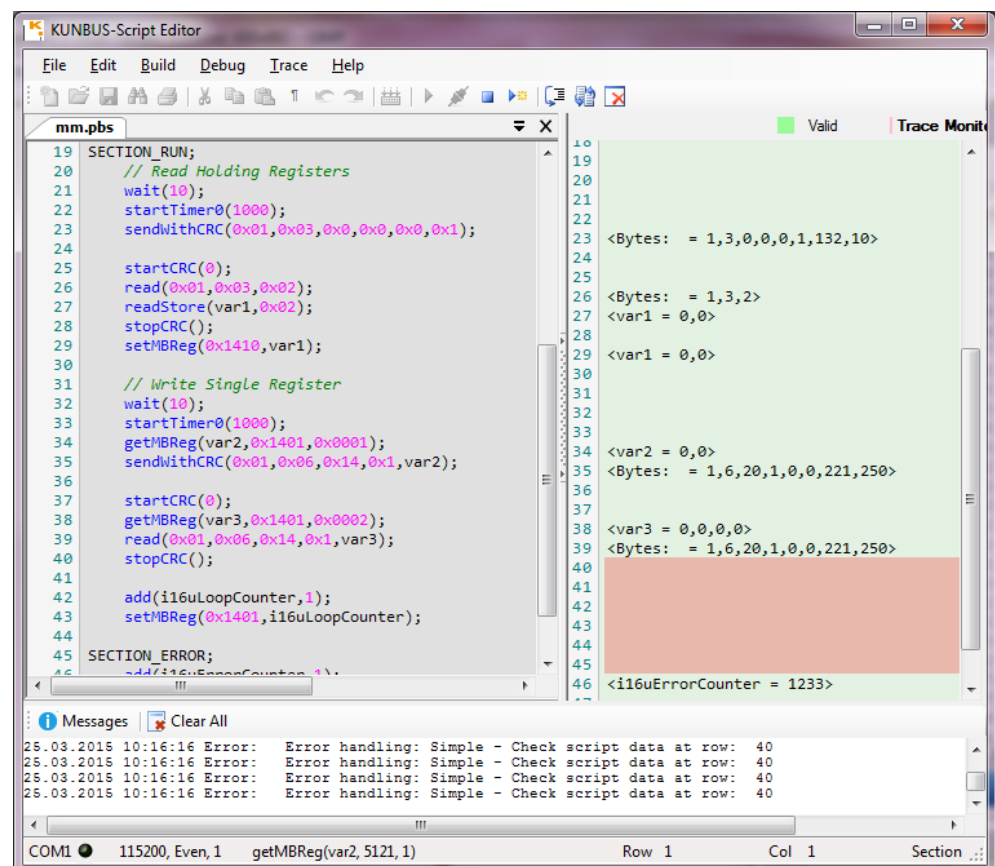 KUNBUS-Script Editor
File Edit Build Debug Trace Help
mm.pbs
Valid Trace Monit
19 SECTION_RUN;
20 // Read Holding Registers
21 wait(10);
22 startTimer0(1000);
23 sendWithCRC(0x01,0x03,0x0,0x0,0x0,0x1);
24
25 startCRC(0);
26 read(0x01,0x03,0x02);
27 readStore(var1,0x02);
28 stopCRC();
29 setMBReg(0x1410,var1);
30
31 // Write Single Register
32 wait(10);
33 startTimer0(1000);
34 getMBReg(var2,0x1401,0x0001);
35 sendWithCRC(0x01,0x06,0x14,0x1,var2);
36
37 startCRC(0);
38 getMBReg(var3,0x1401,0x0002);
39 read(0x01,0x06,0x14,0x1,var3);
40 stopCRC();
41
42 add(i16uLoopCounter,1);
43 setMBReg(0x1401,i16uLoopCounter);
44
45 SECTION_ERROR;
46 add(i16uErrorCounter,1);
18
19
20
21
22
23 <Bytes: = 1,3,0,0,0,1,132,10>
24
25
26 <Bytes: = 1,3,2>
27 <var1 = 0,0>
28
29 <var1 = 0,0>
30
31
32
33
34 <var2 = 0,0>
35 <Bytes: = 1,6,20,1,0,0,221,250>
36
37
38 <var3 = 0,0,0,0>
39 <Bytes: = 1,6,20,1,0,0,221,250>
40
41
42
43
44
45
46 <i16uErrorCounter = 1233>
47
Messages Clear All
25.03.2015 10:16:16 Error: Error handling: Simple - Check script data at row: 40
25.03.2015 10:16:16 Error: Error handling: Simple - Check script data at row: 40
25.03.2015 10:16:16 Error: Error handling: Simple - Check script data at row: 40
25.03.2015 10:16:16 Error: Error handling: Simple - Check script data at row: 40
COM1 115200, Even, 1 getMBReg(var2, 5121, 1) Row 1 Col 1 Section